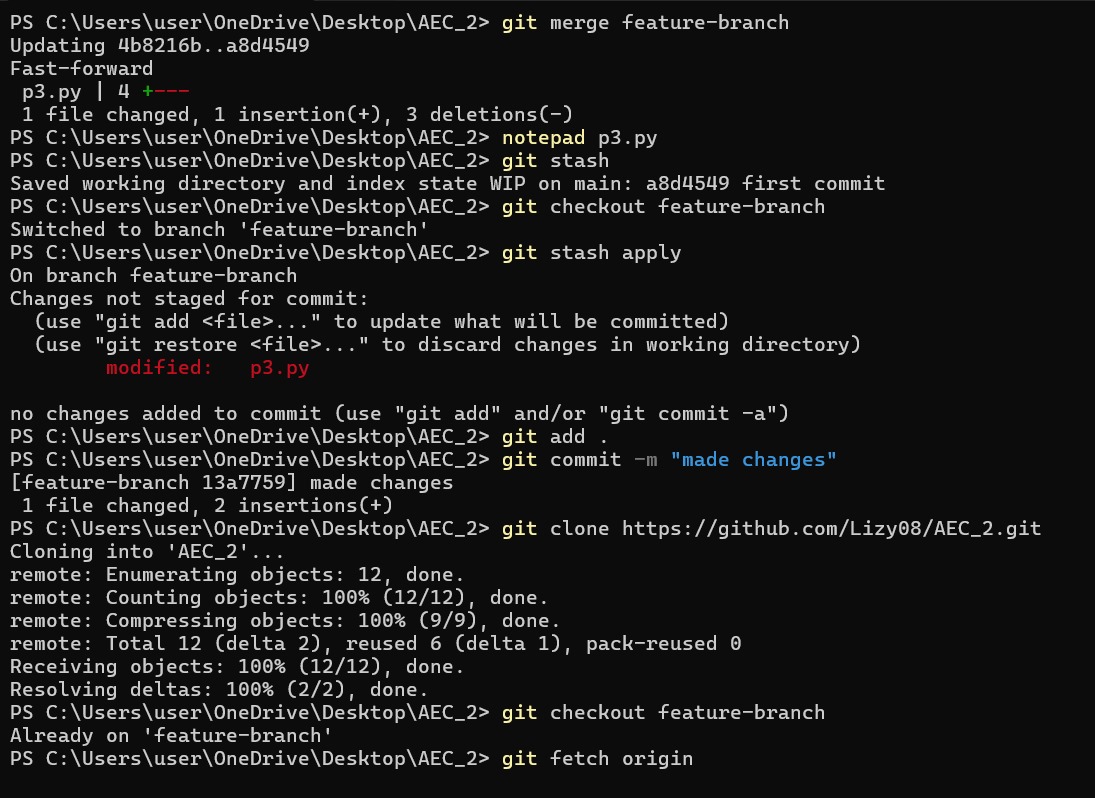 PS C:\Users\user\OneDrive\Desktop\AEC_2> git merge feature-branch
Updating 4b8216b..a8d4549
Fast-forward
 p3.py | 4 +---
 1 file changed, 1 insertion(+), 3 deletions(-)
PS C:\Users\user\OneDrive\Desktop\AEC_2> notepad p3.py
PS C:\Users\user\OneDrive\Desktop\AEC_2> git stash
Saved working directory and index state WIP on main: a8d4549 first commit
PS C:\Users\user\OneDrive\Desktop\AEC_2> git checkout feature-branch
Switched to branch 'feature-branch'
PS C:\Users\user\OneDrive\Desktop\AEC_2> git stash apply
On branch feature-branch
Changes not staged for commit:
  (use "git add <file>..." to update what will be committed)
  (use "git restore <file>..." to discard changes in working directory)
        modified:   p3.py

no changes added to commit (use "git add" and/or "git commit -a")
PS C:\Users\user\OneDrive\Desktop\AEC_2> git add .
PS C:\Users\user\OneDrive\Desktop\AEC_2> git commit -m "made changes"
[feature-branch 13a7759] made changes
 1 file changed, 2 insertions(+)
PS C:\Users\user\OneDrive\Desktop\AEC_2> git clone https://github.com/Lizy08/AEC_2.git
Cloning into 'AEC_2'...
remote: Enumerating objects: 12, done.
remote: Counting objects: 100% (12/12), done.
remote: Compressing objects: 100% (9/9), done.
remote: Total 12 (delta 2), reused 6 (delta 1), pack-reused 0
Receiving objects: 100% (12/12), done.
Resolving deltas: 100% (2/2), done.
PS C:\Users\user\OneDrive\Desktop\AEC_2> git checkout feature-branch
Already on 'feature-branch'
PS C:\Users\user\OneDrive\Desktop\AEC_2> git fetch origin